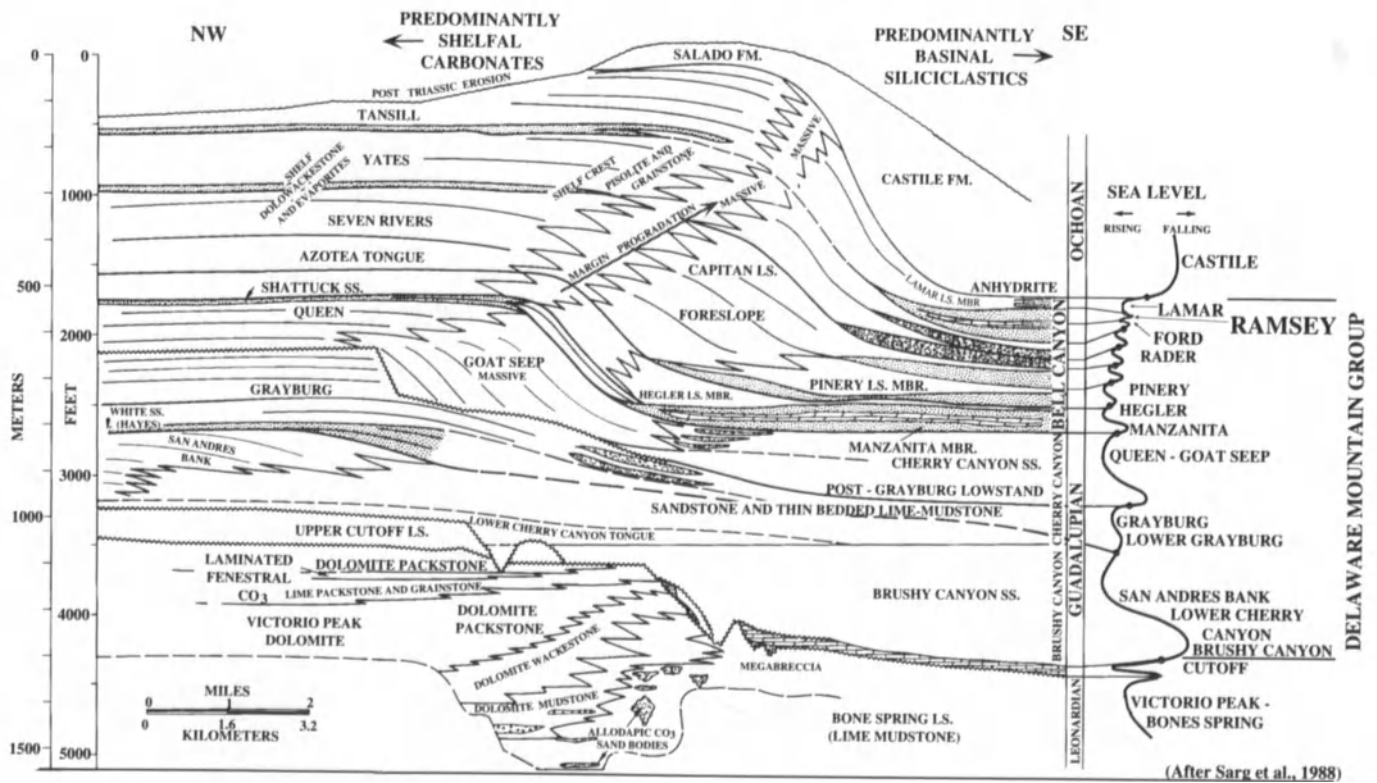 NW
PREDOMINANTLY
SHELFAL
CARBONATES
PREDOMINANTLY
BASINAL
SILICICLASTICS
SE
0
500
1000
1500
METERS
0
1000
2000
3000
4000
5000
FEET
SALADO FM.
POST TRIASSIC EROSION
TANSILL
YATES
SHELF
DOLOWACKESTONE
AND EVAPORITES
SHELF CREST
PISOLITE AND
GRAINSTONE
MASSIVE
MASSIVE
CASTILE FM.
SEVEN RIVERS
AZOTEA TONGUE
MARGIN PROGRADATION
CAPITAN LS.
SHATTUCK SS.
QUEEN
FORESLOPE
LAMAR LS. MBR.
ANHYDRITE
GOAT SEEP
MASSIVE
GRAYBURG
HEGLER LS. MBR.
PINERY LS. MBR.
WHITE SS.
(HAYES)
MANZANITA MBR.
CHERRY CANYON SS.
SAN ANDRES
BANK
POST - GRAYBURG LOWSTAND
SANDSTONE AND THIN BEDDED LIME-MUDSTONE
LOWER CHERRY CANYON TONGUE
UPPER CUTOFF LS.
LAMINATED
FENESTRAL
CO3
DOLOMITE PACKSTONE
LIME PACKSTONE AND GRAINSTONE
VICTORIO PEAK
DOLOMITE
DOLOMITE
PACKSTONE
BRUSHY CANYON SS.
DOLOMITE WACKESTONE
MEGABRECCIA
DOLOMITE MUDSTONE
ALLODAPIC CO3
SAND BODIES
BONE SPRING LS.
(LIME MUDSTONE)
MILES
0 1 2
0 1.6 3.2
KILOMETERS
BRUSHY CANYON
CHERRY CANYON
BELL CANYON
LEONARDIAN
GUADALUPIAN
OCHOAN
SEA LEVEL
RISING FALLING
CASTILE
LAMAR
RAMSEY
FORD
RADER
PINERY
HEGLER
MANZANITA
QUEEN - GOAT SEEP
GRAYBURG
LOWER GRAYBURG
SAN ANDRES BANK
LOWER CHERRY
CANYON
BRUSHY CANYON
CUTOFF
VICTORIO PEAK -
BONES SPRING
DELAWARE MOUNTAIN GROUP
(After Sarg et al., 1988)